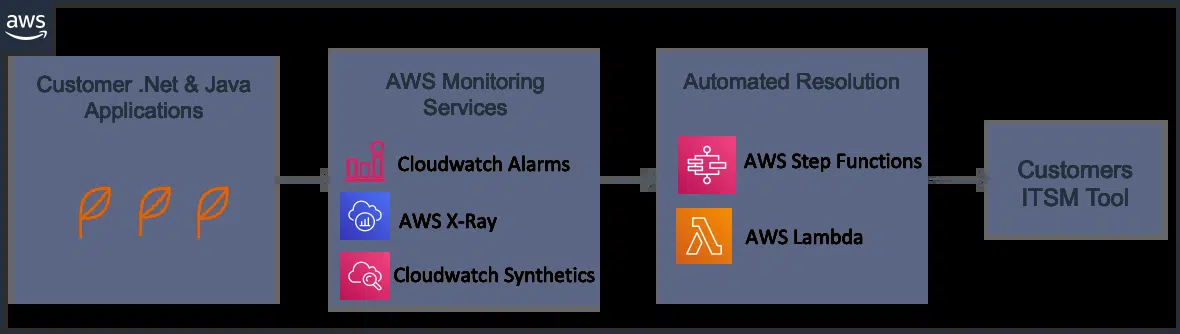 aws
Customer .Net & Java
Applications
AWS Monitoring
Services
Cloudwatch Alarms
AWS X-Ray
Cloudwatch Synthetics
Automated Resolution
AWS Step Functions
AWS Lambda
Customers
ITSM Tool